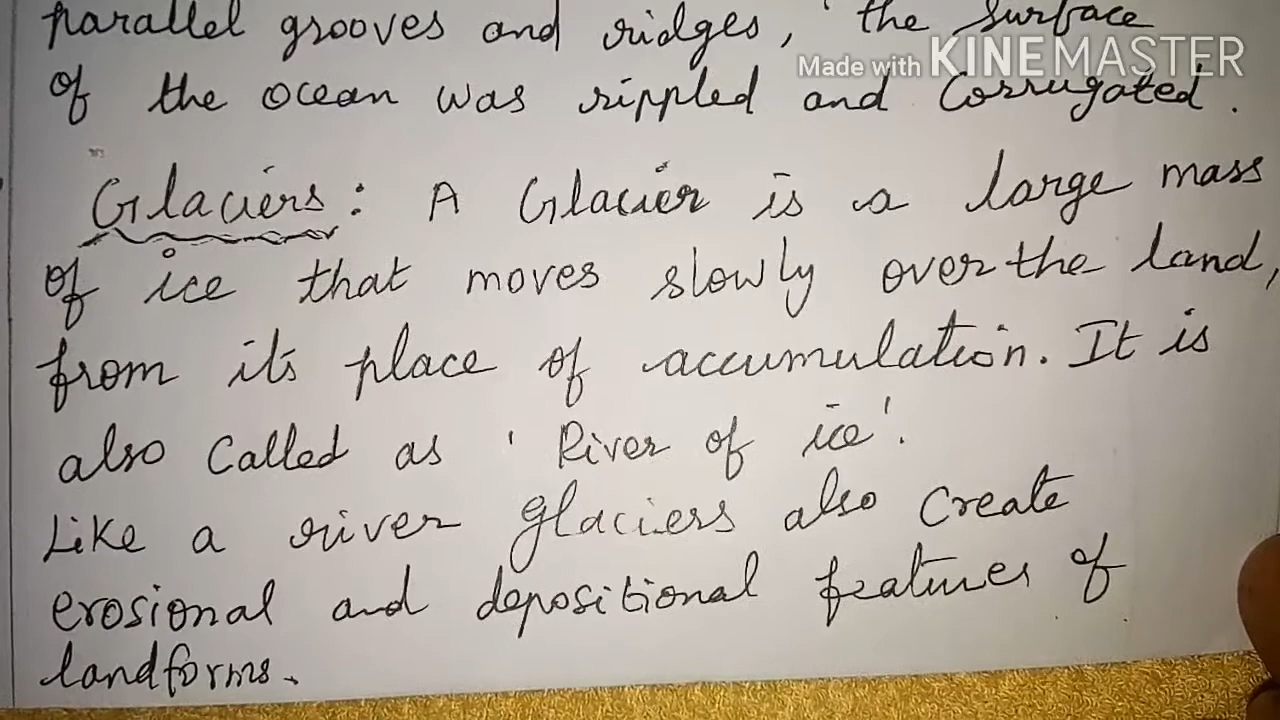 parallel grooves and ridges, the surface
Made with KINEMASTER
of the ocean was rippled and corrugated.
Glaciers: A Glacier is a large mass
of ice that moves slowly over the land,
from its place of accumulation. It is
also called as 'River of ice'.
Like a river glaciers also create
erosional and depositional features of
landforms.